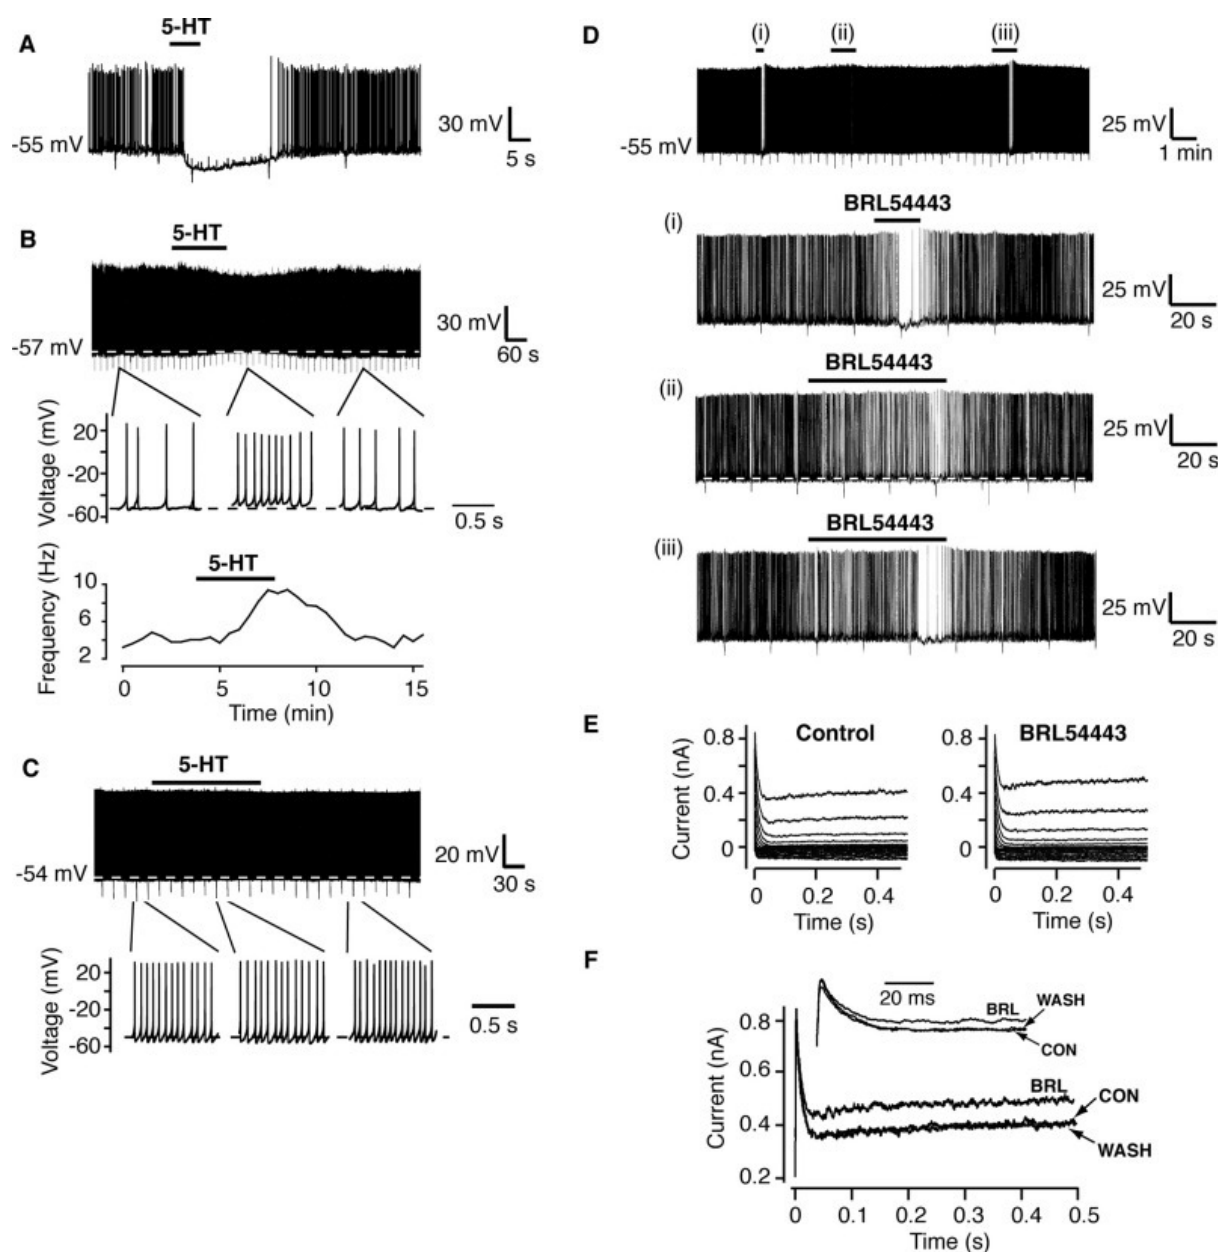 A
5-HT
-55 mV
30 mV
5 s
B
5-HT
-57 mV
30 mV
60 s
Voltage (mV)
20
-20
-60
0.5 s
Frequency (Hz)
10
6
2
5-HT
0 5 10 15
Time (min)
C
5-HT
-54 mV
20 mV
30 s
Voltage (mV)
20
-20
-60
0.5 s
D
(i) (ii) (iii)
-55 mV
25 mV
1 min
(i)
BRL54443
25 mV
20 s
(ii)
BRL54443
25 mV
20 s
(iii)
BRL54443
25 mV
20 s
E
Control
Current (nA)
0.8
0.4
0
0 0.2 0.4
Time (s)
BRL54443
0.8
0.4
0
0 0.2 0.4
Time (s)
F
20 ms
BRL
WASH
CON
Current (nA)
0.8
0.6
0.4
0.2
BRL
CON
WASH
0 0.1 0.2 0.3 0.4 0.5
Time (s)